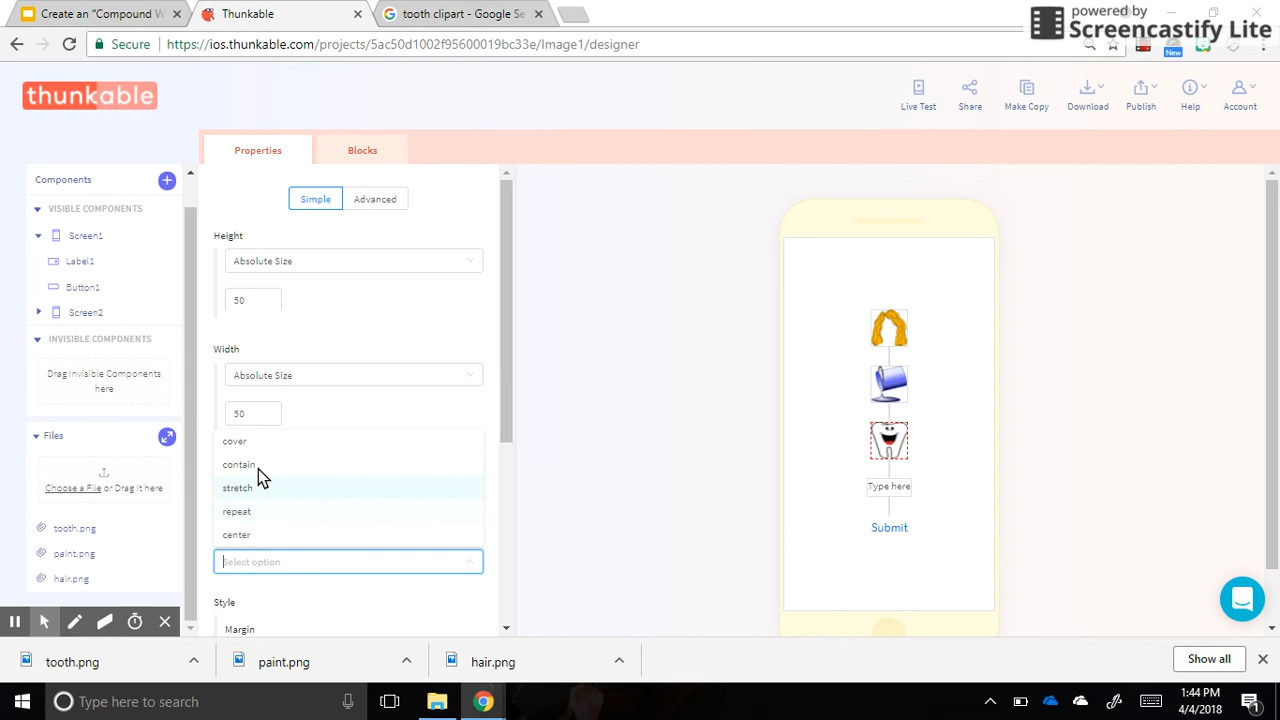 powered by
Screencastify Lite
Create an "Compound W
Thunkable
tooth clipart - Google Se
Secure
https://ios.thunkable.com/projects/5ac50d1002f95000019bc33e/Image1/designer
New
thunkable
Live Test
Share
Make Copy
Download
Publish
Help
Account
Properties
Blocks
Components
VISIBLE COMPONENTS
Screen1
Label1
Button1
Screen2
INVISIBLE COMPONENTS
Drag Invisible Components
here
Files
Choose a File or Drag it here
tooth.png
paint.png
hair.png
Simple
Advanced
Height
Absolute Size
50
Width
Absolute Size
50
cover
contain
stretch
repeat
center
Select option
Style
Margin
Type here
Submit
tooth.png
paint.png
hair.png
Show all
Type here to search
1:44 PM
4/4/2018
1